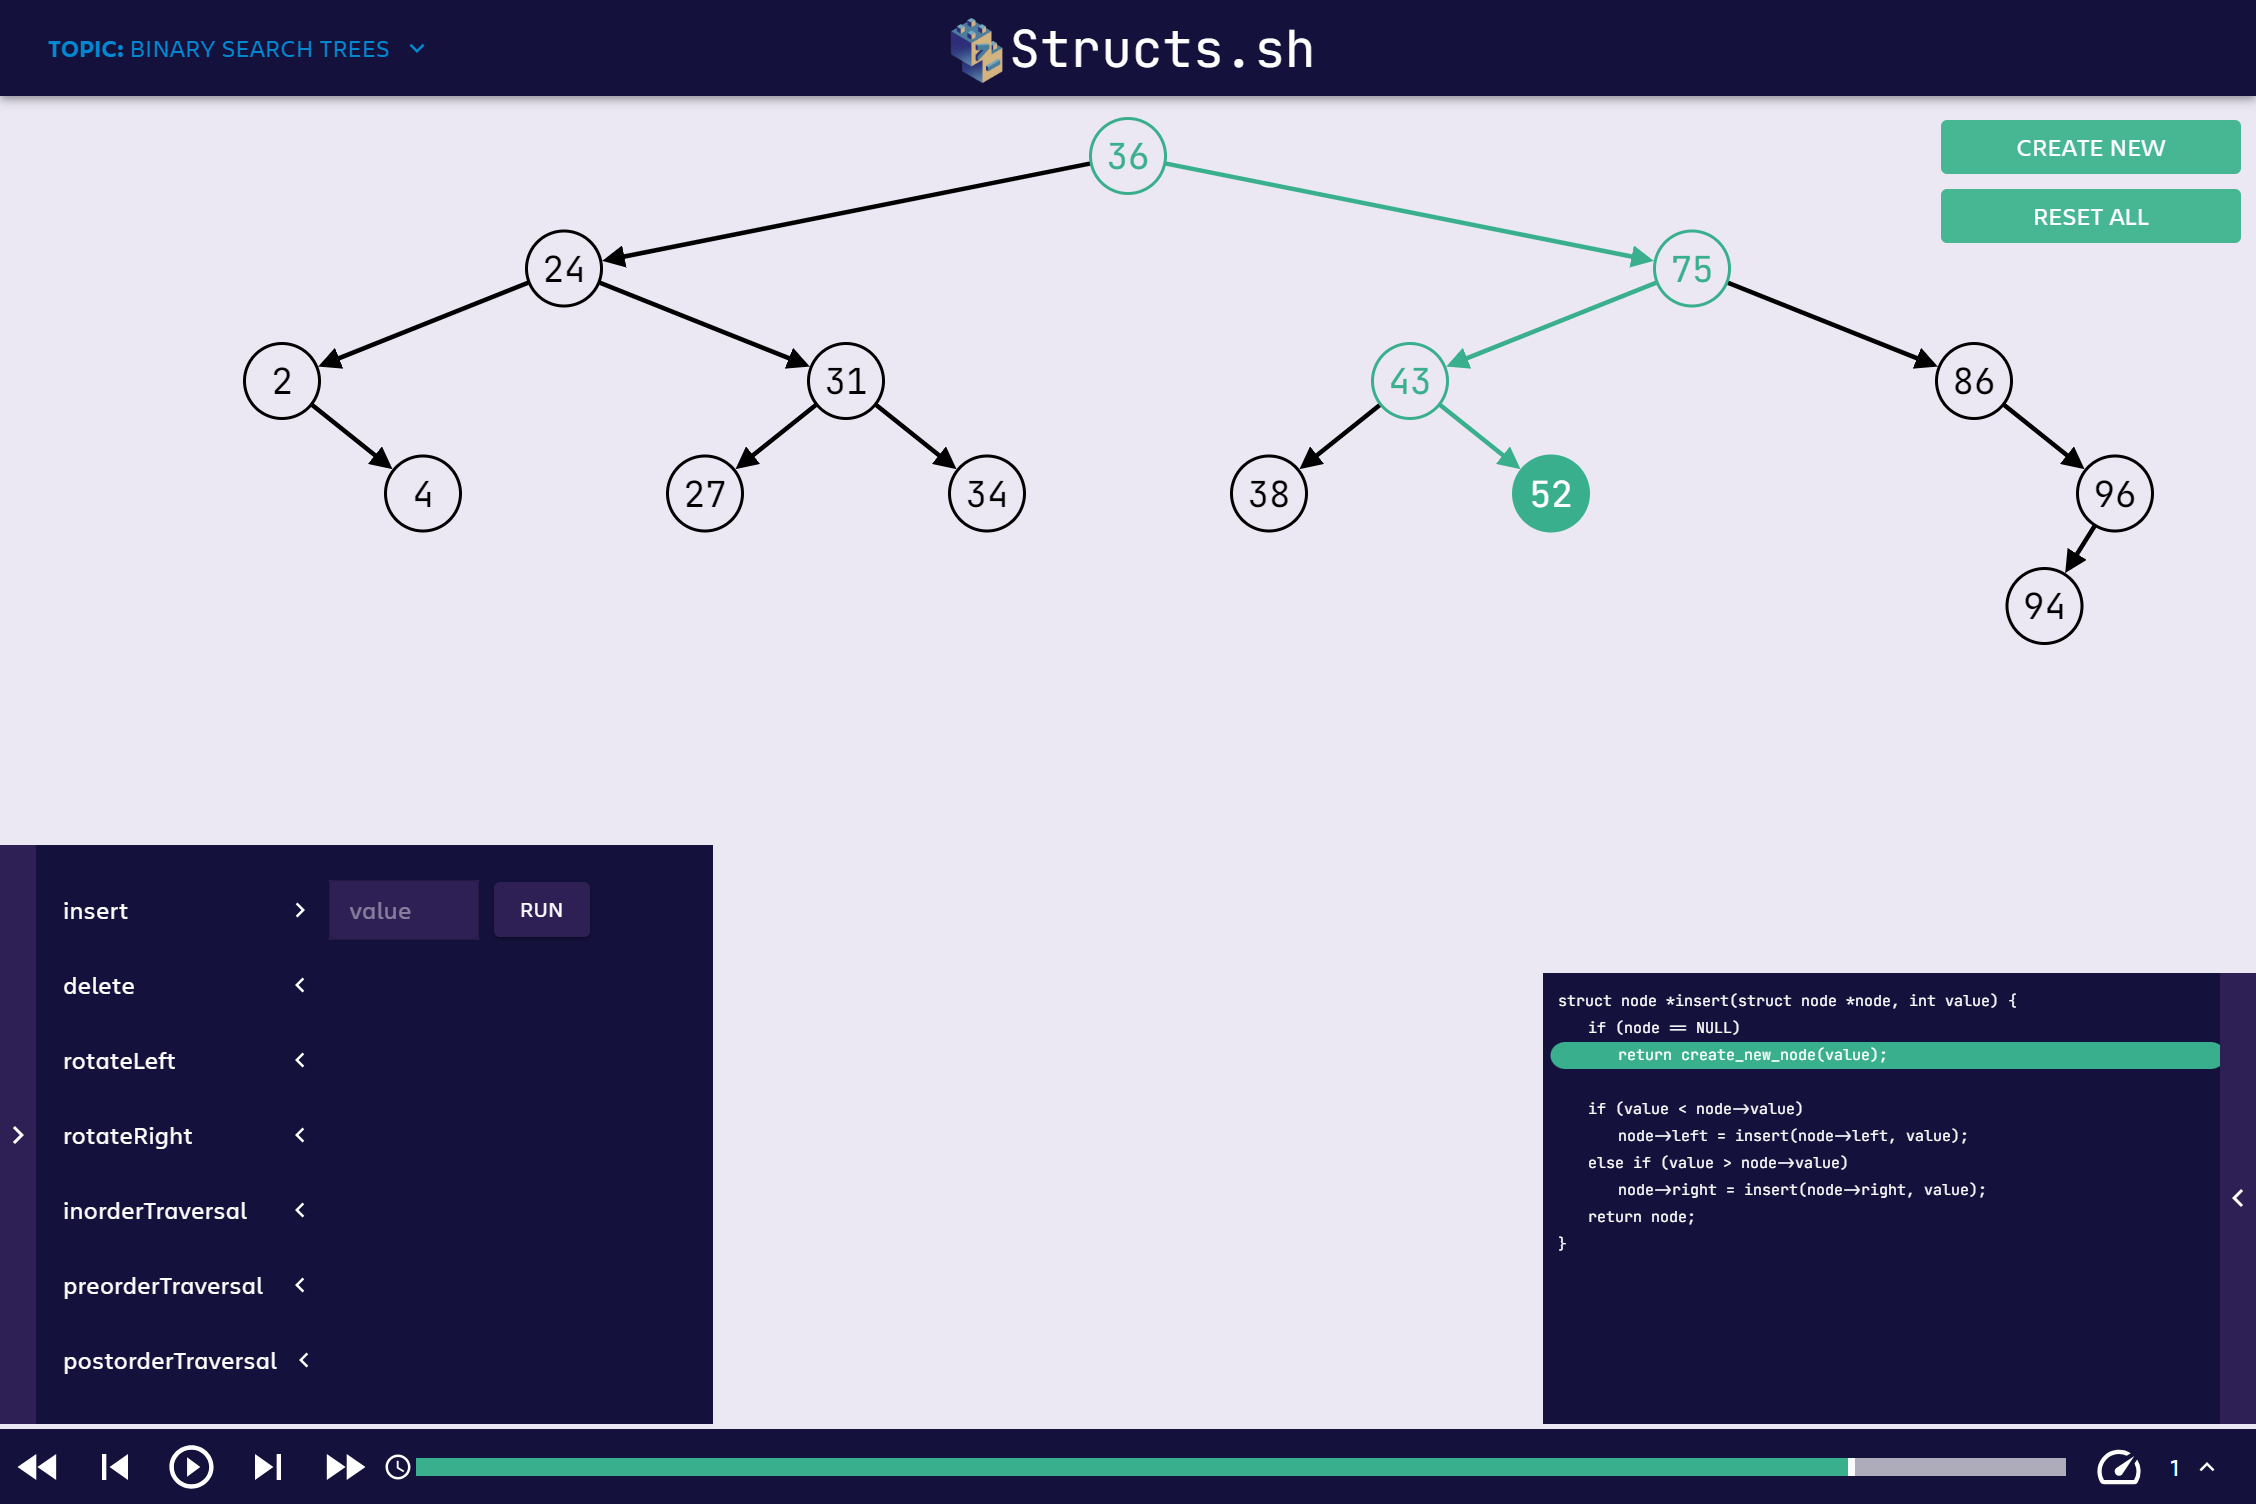 TOPIC: BINARY SEARCH TREES
Structs.sh
CREATE NEW
RESET ALL
36
24
75
2
31
43
86
4
27
34
38
52
96
94
insert
value
RUN
delete
rotateLeft
rotateRight
inorderTraversal
preorderTraversal
postorderTraversal
struct node *insert(struct node *node, int value) {
if (node == NULL)
return create_new_node(value);
if (value < node->value)
node->left = insert(node->left, value);
else if (value > node->value)
node->right = insert(node->right, value);
return node;
}
1